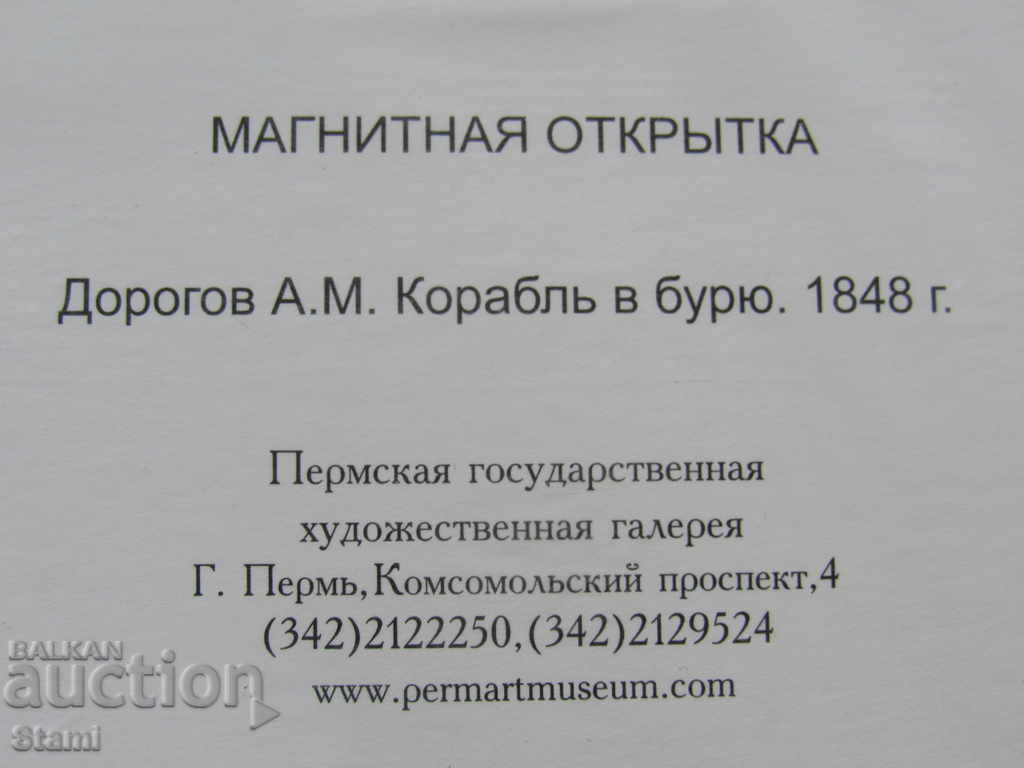 МАГНИТНАЯ ОТКРЫТКА
Дорогов А.М. Корабль в бурю. 1848 г.
Пермская государственная
художественная галерея
Г. Пермь,Комсомольский проспект,4
(342)2122250,(342)2129524
www.permartmuseum.com
BALKAN
auction
Stami